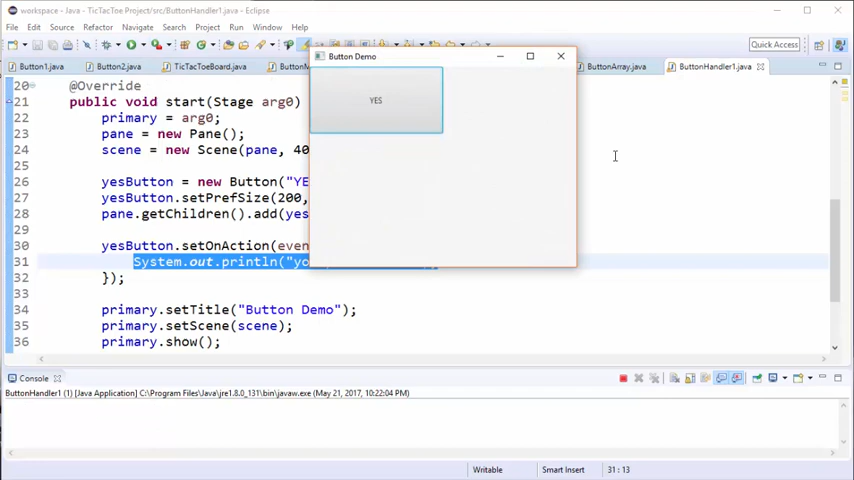 workspace - Java - TicTacToe Project/src/ButtonHandler1.java - Eclipse
File Edit Source Refactor Navigate Search Project Run Window Help
Quick Access
Button1.java Button2.java TicTacToeBoard.java ButtonArray.java ButtonHandler1.java
Button Demo
YES
20 @Override
21 public void start(Stage arg0)
22 primary = arg0;
23 pane = new Pane();
24 scene = new Scene(pane, 40
25
26 yesButton = new Button("YE
27 yesButton.setPrefSize(200,
28 pane.getChildren().add(yes
29
30 yesButton.setOnAction(even
31 System.out.println("yo
32 });
33
34 primary.setTitle("Button Demo");
35 primary.setScene(scene);
36 primary.show();
Console
ButtonHandler1 (1) [Java Application] C:\Program Files\Java\jre1.8.0_131\bin\javaw.exe (May 21, 2017, 10:22:04 PM)
Writable Smart Insert 31 : 13